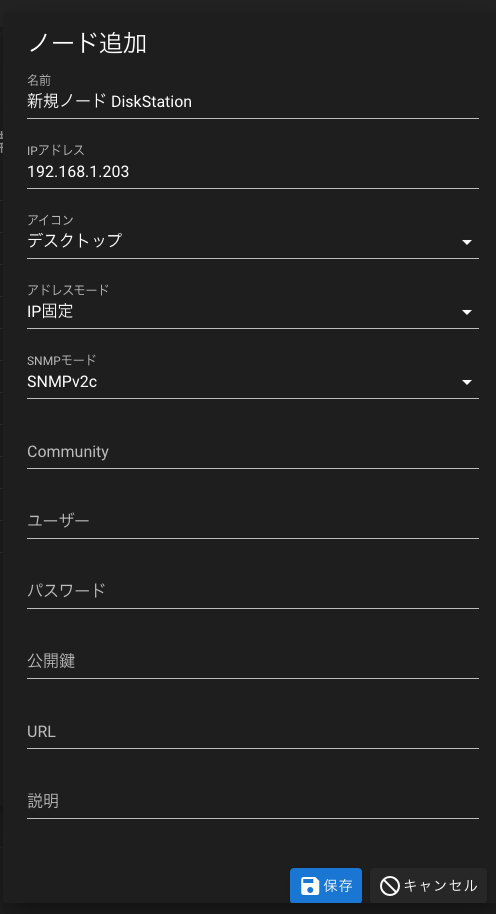 ノード追加
名前
新規ノード DiskStation
IPアドレス
192.168.1.203
アイコン
デスクトップ
アドレスモード
IP固定
SNMPモード
SNMPv2c
Community
ユーザー
パスワード
公開鍵
URL
説明
保存 キャンセル